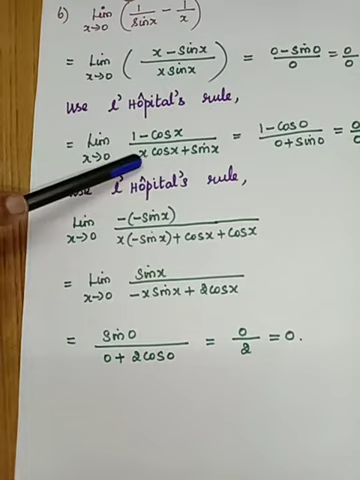 6) Lim x→0 (1/sinx − 1/x)
= Lim x→0 (x − sinx / x sinx) = 0 − sin0 / 0 = 0/0
Use l' Hôpital's rule,
= Lim x→0 1 − cosx / x cosx + sinx = 1 − cos0 / 0 + sin0 = 0/0
Use l' Hôpital's rule,
Lim x→0 −(−sinx) / x(−sinx) + cosx + cosx
= Lim x→0 sinx / −x sinx + 2cosx
= sin0 / 0 + 2cos0 = 0/2 = 0.